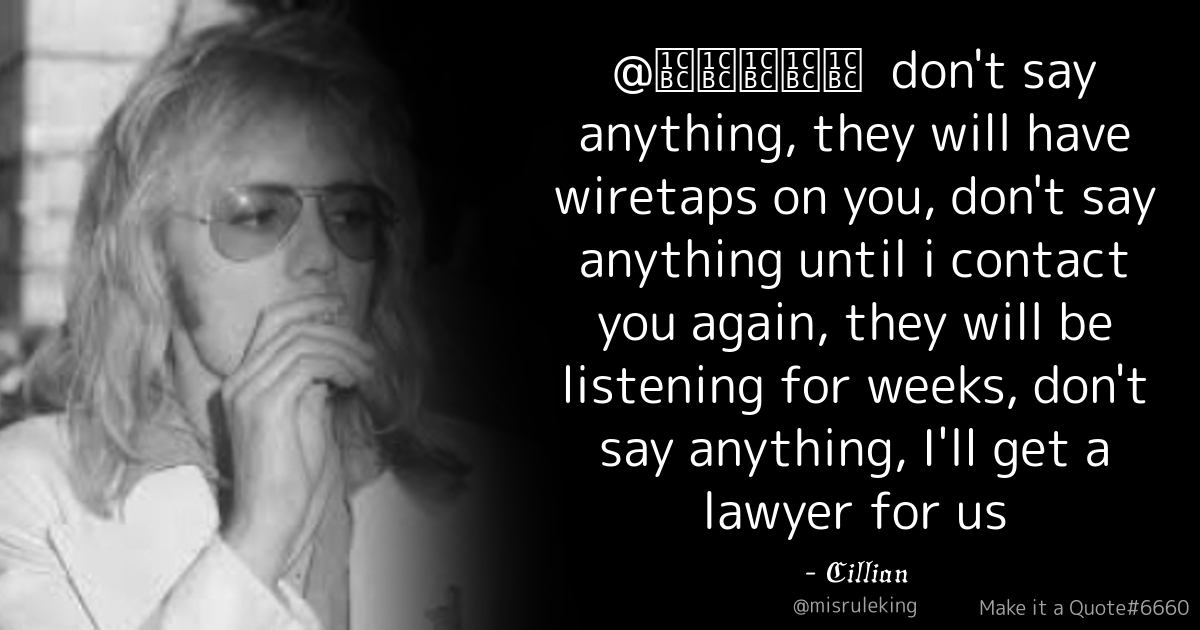 @ don't say
anything, they will have
wiretaps on you, don't say
anything until i contact
you again, they will be
listening for weeks, don't
say anything, I'll get a
lawyer for us
- Cillian
@misruleking
Make it a Quote#6660